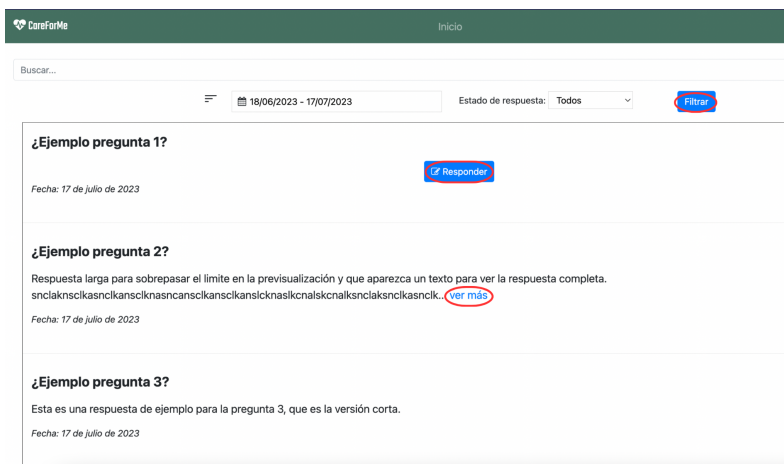 CareForMe
Inicio
Buscar...
18/06/2023 - 17/07/2023
Estado de respuesta:
Todos
Filtrar
¿Ejemplo pregunta 1?
Responder
Fecha: 17 de julio de 2023
¿Ejemplo pregunta 2?
Respuesta larga para sobrepasar el limite en la previsualización y que aparezca un texto para ver la respuesta completa.
snclaknsclkasnclkansclknasncansclkansclkanslcknaslkcnalskcnalksnclaksnclkasnclk... ver más
Fecha: 17 de julio de 2023
¿Ejemplo pregunta 3?
Esta es una respuesta de ejemplo para la pregunta 3, que es la versión corta.
Fecha: 17 de julio de 2023